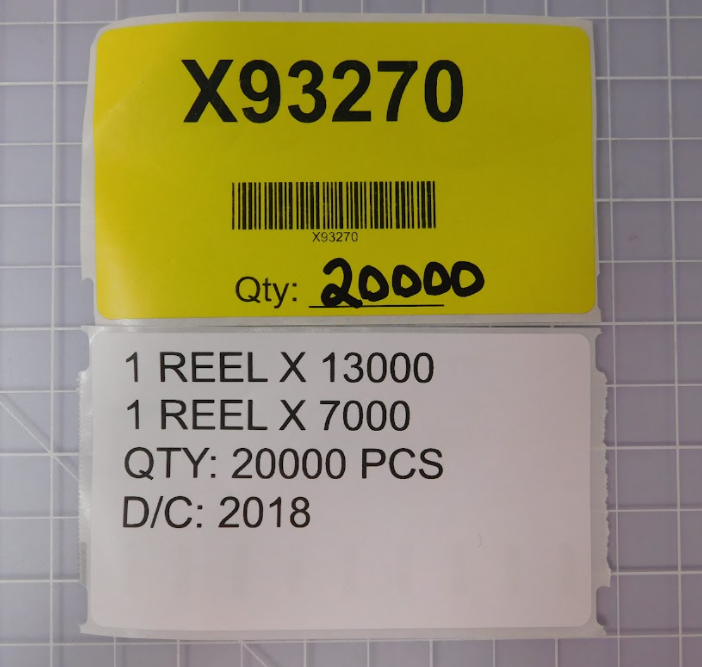 X93270
X93270
Qty: 20000
1 REEL X 13000
1 REEL X 7000
QTY: 20000 PCS
D/C: 2018